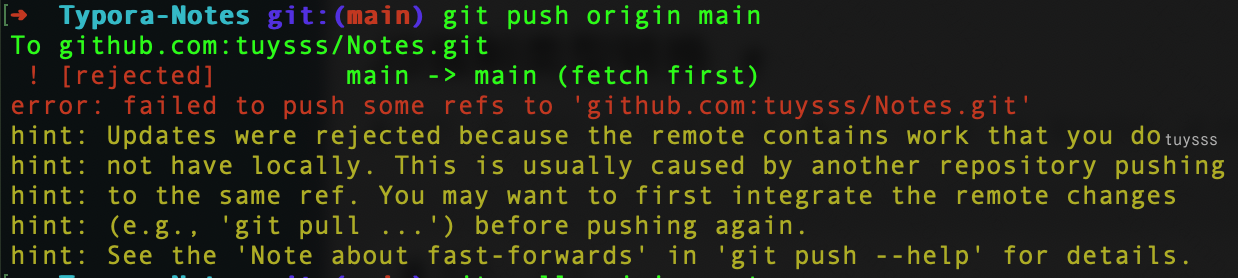 ➜ Typora-Notes git:(main) git push origin main
To github.com:tuysss/Notes.git
! [rejected] main -> main (fetch first)
error: failed to push some refs to 'github.com:tuysss/Notes.git'
hint: Updates were rejected because the remote contains work that you do
tuysss
hint: not have locally. This is usually caused by another repository pushing
hint: to the same ref. You may want to first integrate the remote changes
hint: (e.g., 'git pull ...') before pushing again.
hint: See the 'Note about fast-forwards' in 'git push --help' for details.